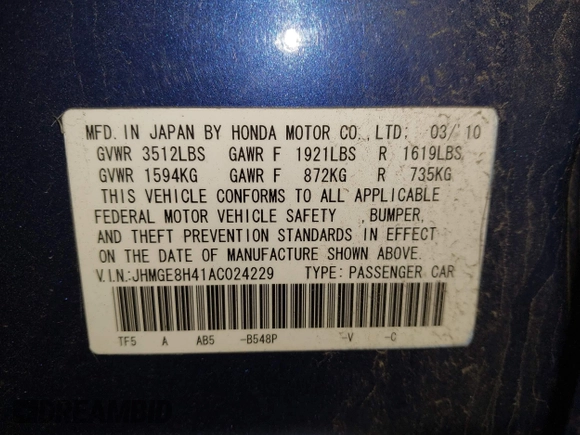 MFD. IN JAPAN BY HONDA MOTOR CO., LTD. 03/'10
GVWR 3512LBS GAWR F 1921LBS R 1619LBS
GVWR 1594KG GAWR F 872KG R 735KG
THIS VEHICLE CONFORMS TO ALL APPLICABLE
FEDERAL MOTOR VEHICLE SAFETY , BUMPER,
AND THEFT PREVENTION STANDARDS IN EFFECT
ON THE DATE OF MANUFACTURE SHOWN ABOVE.
V.I.N.:JHMGE8H41AC024229 TYPE: PASSENGER CAR
TF5 A AB5 -B548P -V -C
DREAMBID